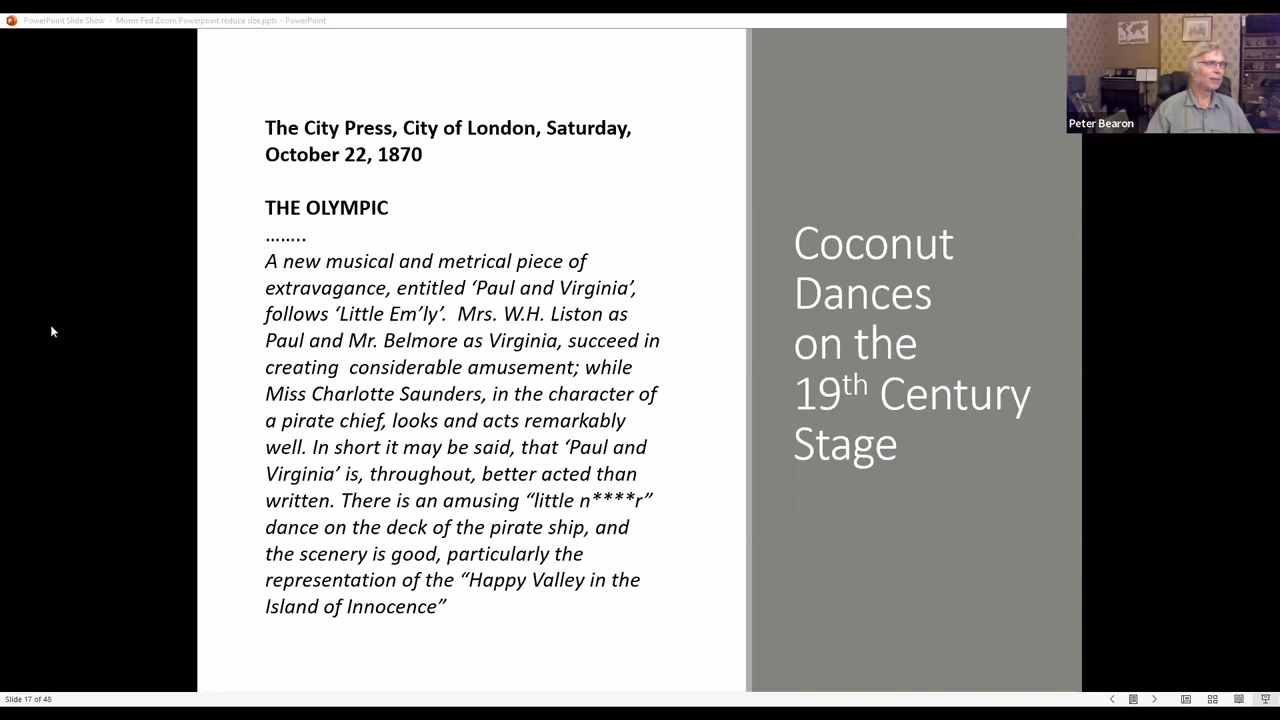 PowerPoint Slide Show - Morris Fed Zoom Powerpoint reduce size.pptx - PowerPoint
Peter Bearon
The City Press, City of London, Saturday,
October 22, 1870
THE OLYMPIC
……..
A new musical and metrical piece of
extravagance, entitled ‘Paul and Virginia’,
follows ‘Little Em’ly’.  Mrs. W.H. Liston as
Paul and Mr. Belmore as Virginia, succeed in
creating  considerable amusement; while
Miss Charlotte Saunders, in the character of
a pirate chief, looks and acts remarkably
well. In short it may be said, that ‘Paul and
Virginia’ is, throughout, better acted than
written. There is an amusing “little n****r”
dance on the deck of the pirate ship, and
the scenery is good, particularly the
representation of the “Happy Valley in the
Island of Innocence”
Coconut
Dances
on the
19th Century
Stage
Slide 17 of 48